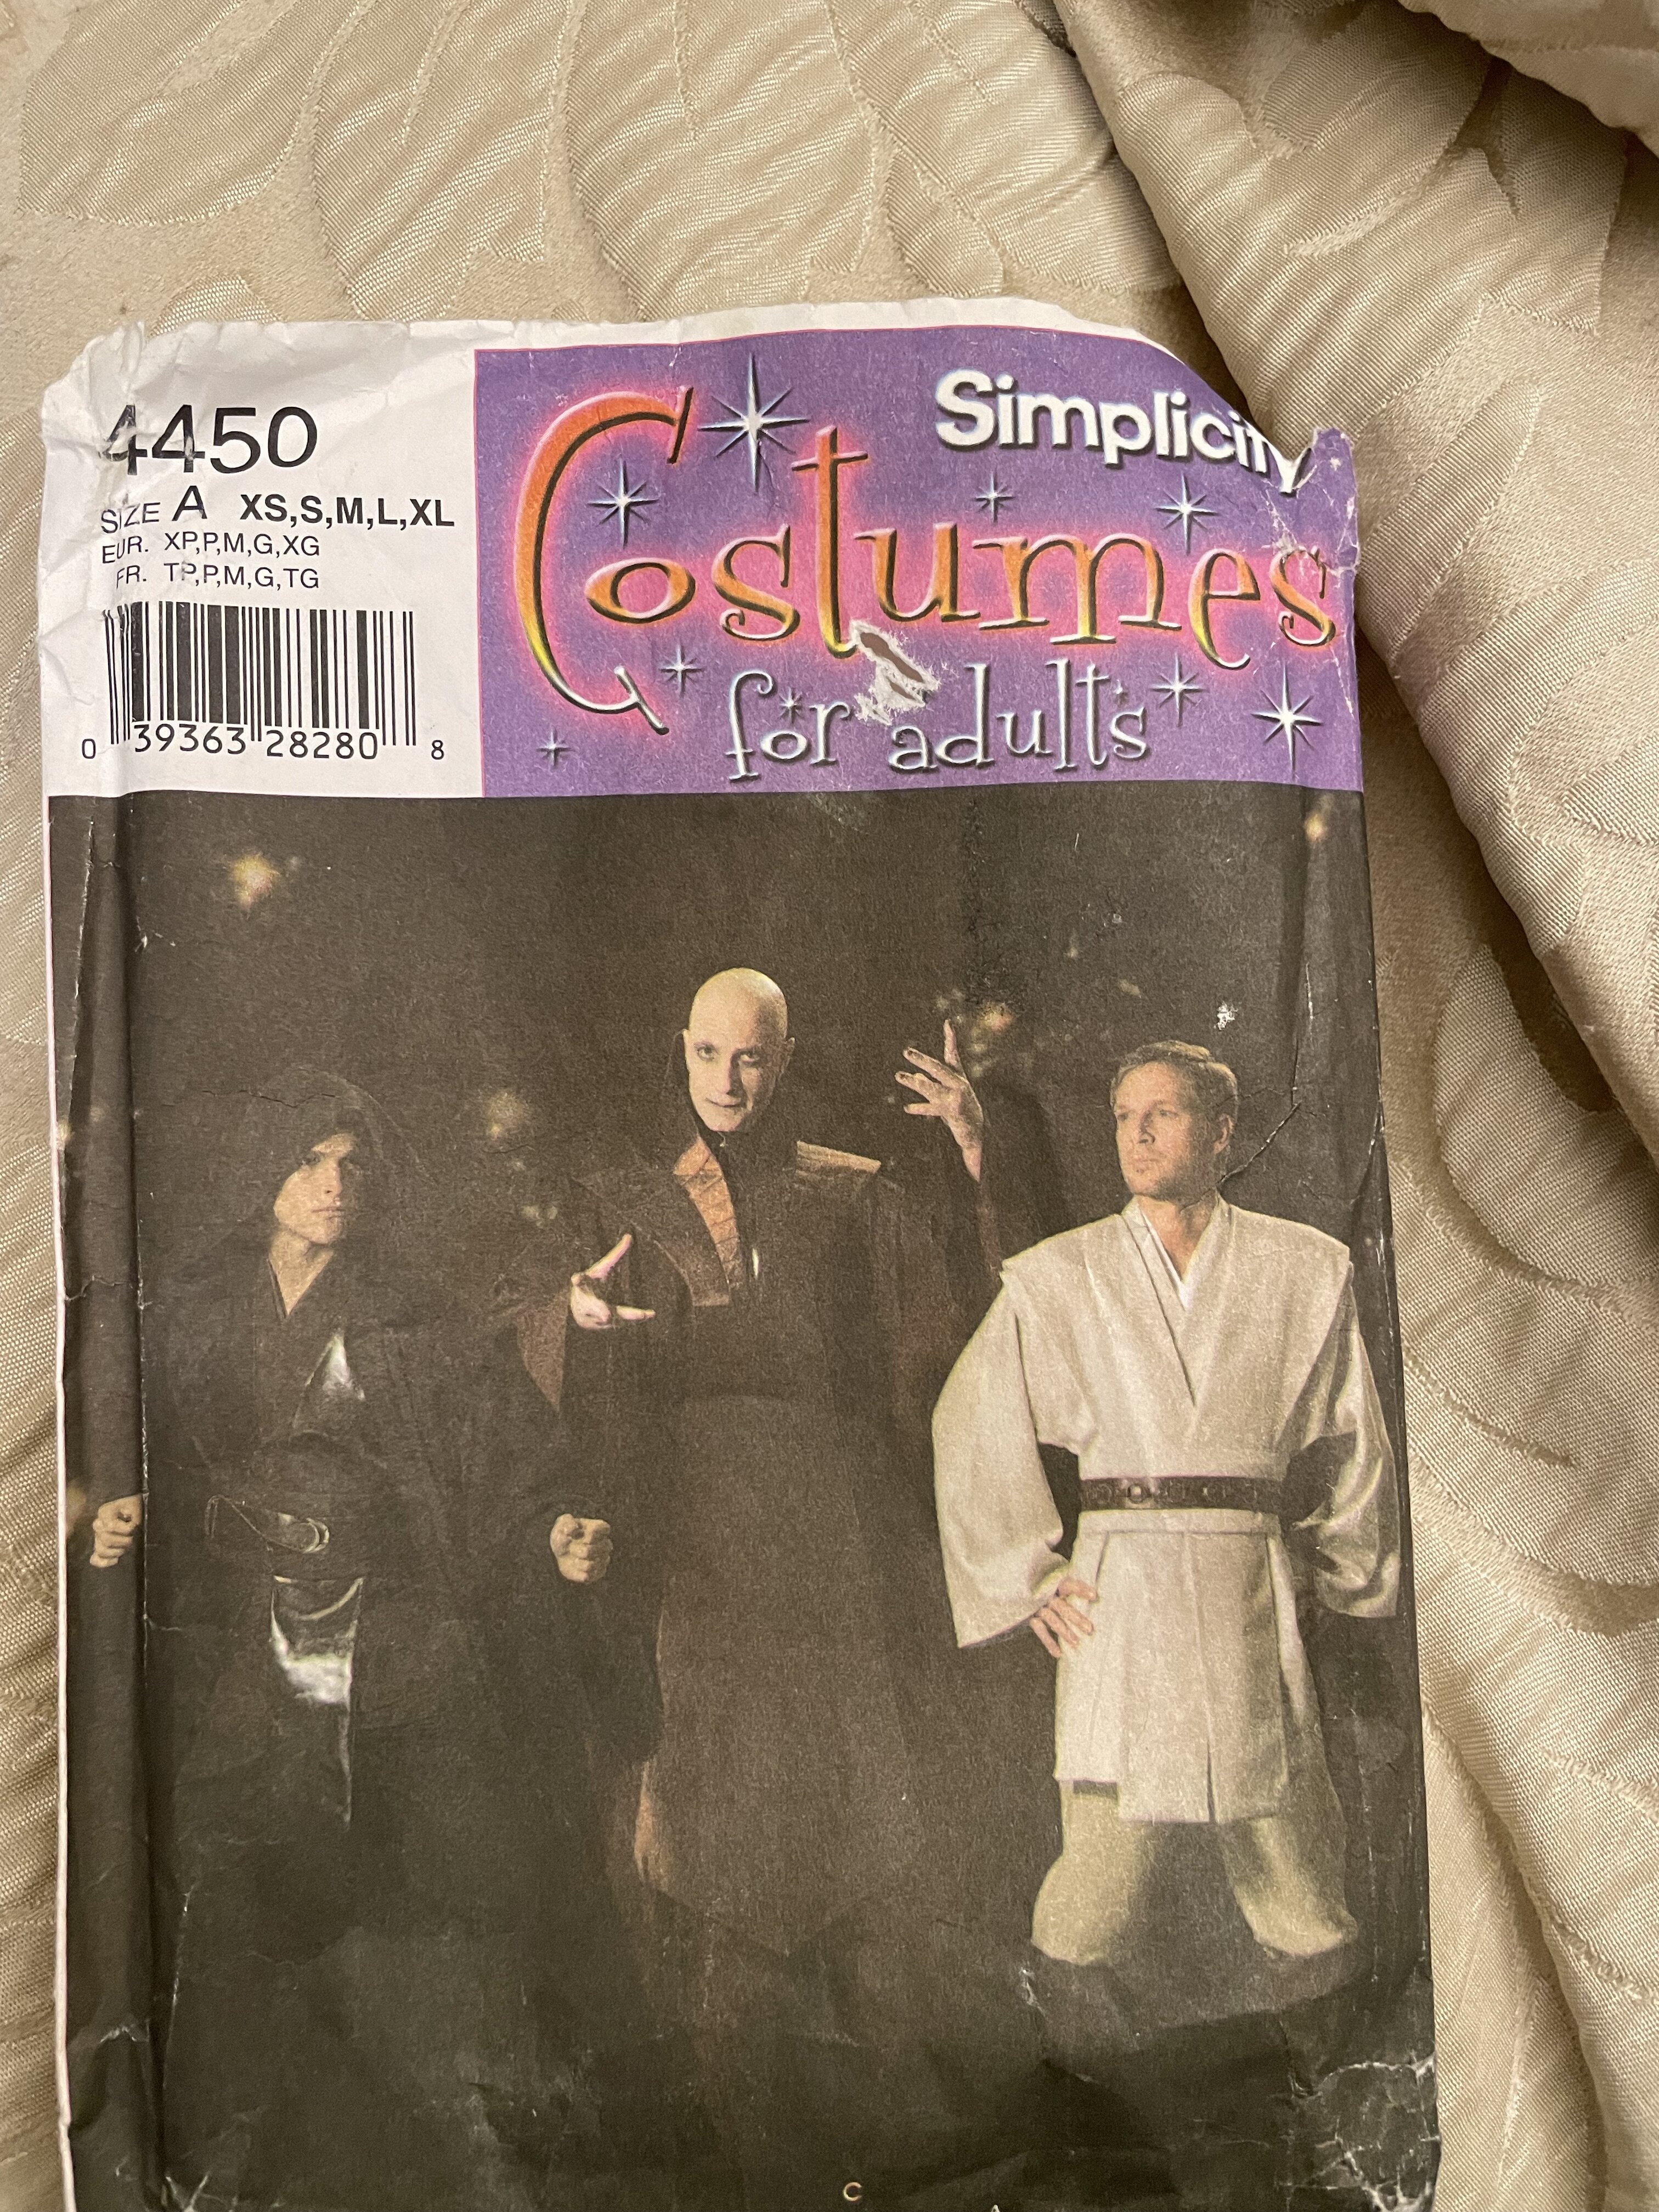 4450
SIZE A XS,S,M,L,XL
EUR. XP,P,M,G,XG
FR. TP,P,M,G,TG
0 39363 28280 8
Simplicity
Costumes
for adults
C
A